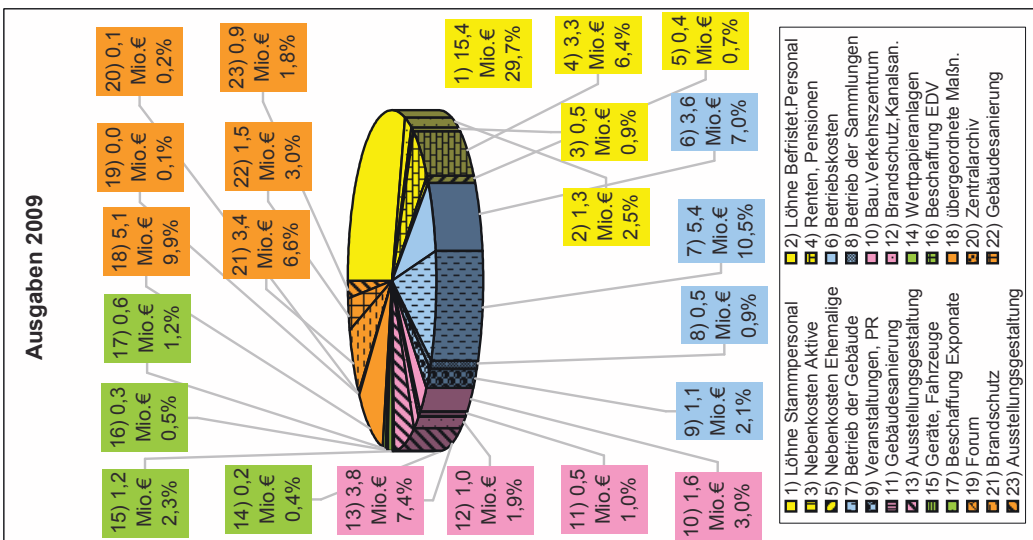 Ausgaben 2009
1) 15,4
Mio.€
29,7%
2) 1,3
Mio.€
2,5%
3) 0,5
Mio.€
0,9%
4) 3,3
Mio.€
6,4%
5) 0,4
Mio.€
0,7%
6) 3,6
Mio.€
7,0%
7) 5,4
Mio.€
10,5%
8) 0,5
Mio.€
0,9%
9) 1,1
Mio.€
2,1%
10) 1,6
Mio.€
3,0%
11) 0,5
Mio.€
1,0%
12) 1,0
Mio.€
1,9%
13) 3,8
Mio.€
7,4%
14) 0,2
Mio.€
0,4%
15) 1,2
Mio.€
2,3%
16) 0,3
Mio.€
0,5%
17) 0,6
Mio.€
1,2%
18) 5,1
Mio.€
9,9%
19) 0,0
Mio.€
0,1%
20) 0,1
Mio.€
0,2%
21) 3,4
Mio.€
6,6%
22) 1,5
Mio.€
3,0%
23) 0,9
Mio.€
1,8%
1) Löhne Stammpersonal
2) Löhne Befristet.Personal
3) Nebenkosten Aktive
4) Renten, Pensionen
5) Nebenkosten Ehemalige
6) Betriebskosten
7) Betrieb der Gebäude
8) Betrieb der Sammlungen
9) Veranstaltungen, PR
10) Bau.Verkehrszentrum
11) Gebäudesanierung
12) Brandschutz,Kanalsan.
13) Ausstellungsgestaltung
14) Wertpapieranlagen
15) Geräte, Fahrzeuge
16) Beschaffung EDV
17) Beschaffung Exponate
18) übergeordnete Maßn.
19) Forum
20) Zentralarchiv
21) Brandschutz
22) Gebäudesanierung
23) Ausstellungsgestaltung